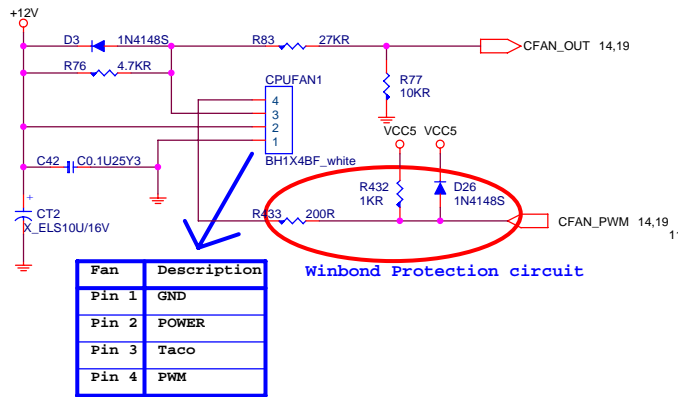 +12V
D3 1N4148S R83 27KR CFAN_OUT 14,19
R76 4.7KR CPUFAN1 R77
10KR
4
3
2
1
VCC5 VCC5
C42 C0.1U25Y3 BH1X4BF_white
R432 D26
1KR 1N4148S
+
CT2 R433 200R CFAN_PWM 14,19
X_ELS10U/16V
11
Winbond Protection circuit
Fan Description
Pin 1 GND
Pin 2 POWER
Pin 3 Taco
Pin 4 PWM